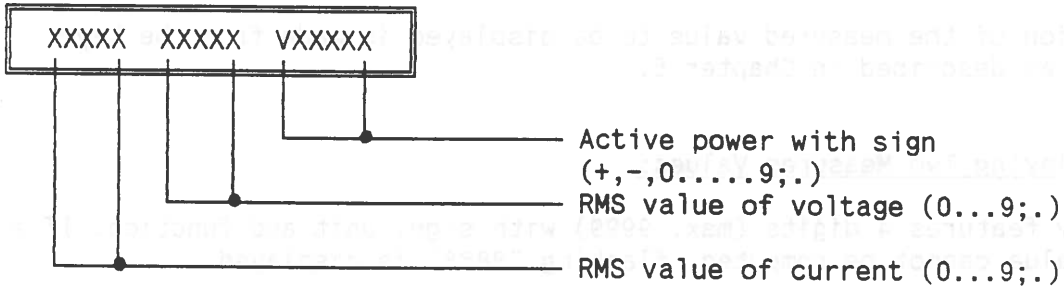 XXXXX XXXXX VXXXXX
Active power with sign
(+,-,0.....9;.)
RMS value of voltage (0...9;.)
RMS value of current (0...9;.)